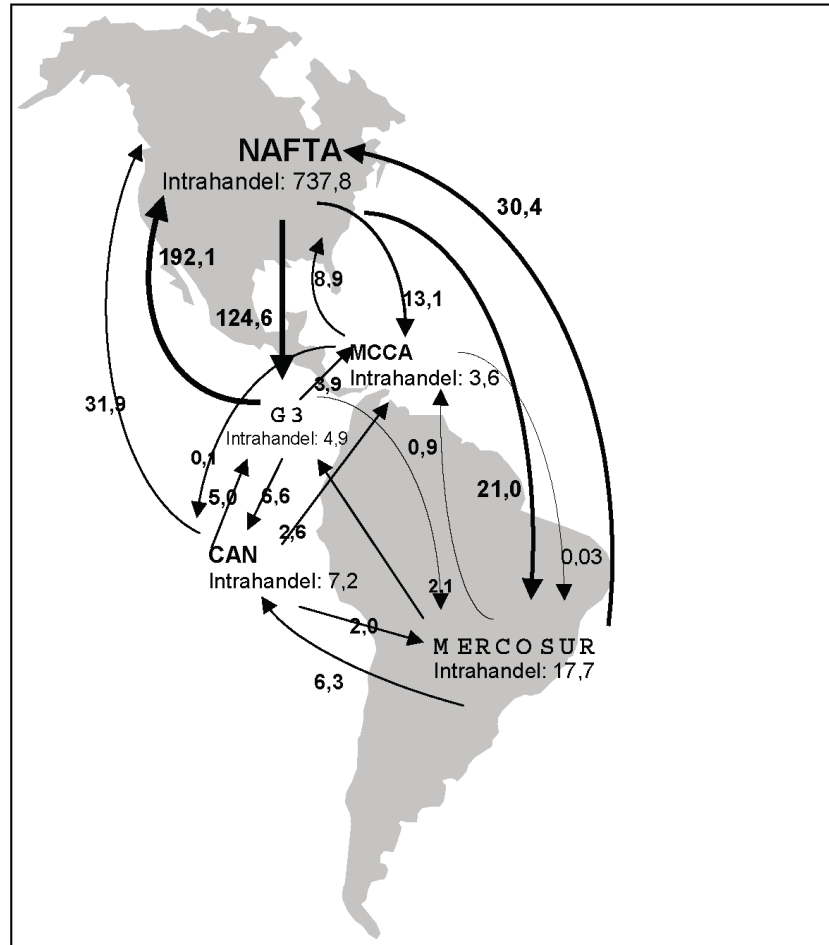 NAFTA
Intrahandel: 737,8
30,4
192,1
8,9
13,1
124,6
MCCA
Intrahandel: 3,6
3,9
31,9
G3
Intrahandel: 4,9
0,9
0,1
5,0
6,6
21,0
2,6
CAN
0,03
Intrahandel: 7,2
2,1
2,0
MERCOSUR
Intrahandel: 17,7
6,3